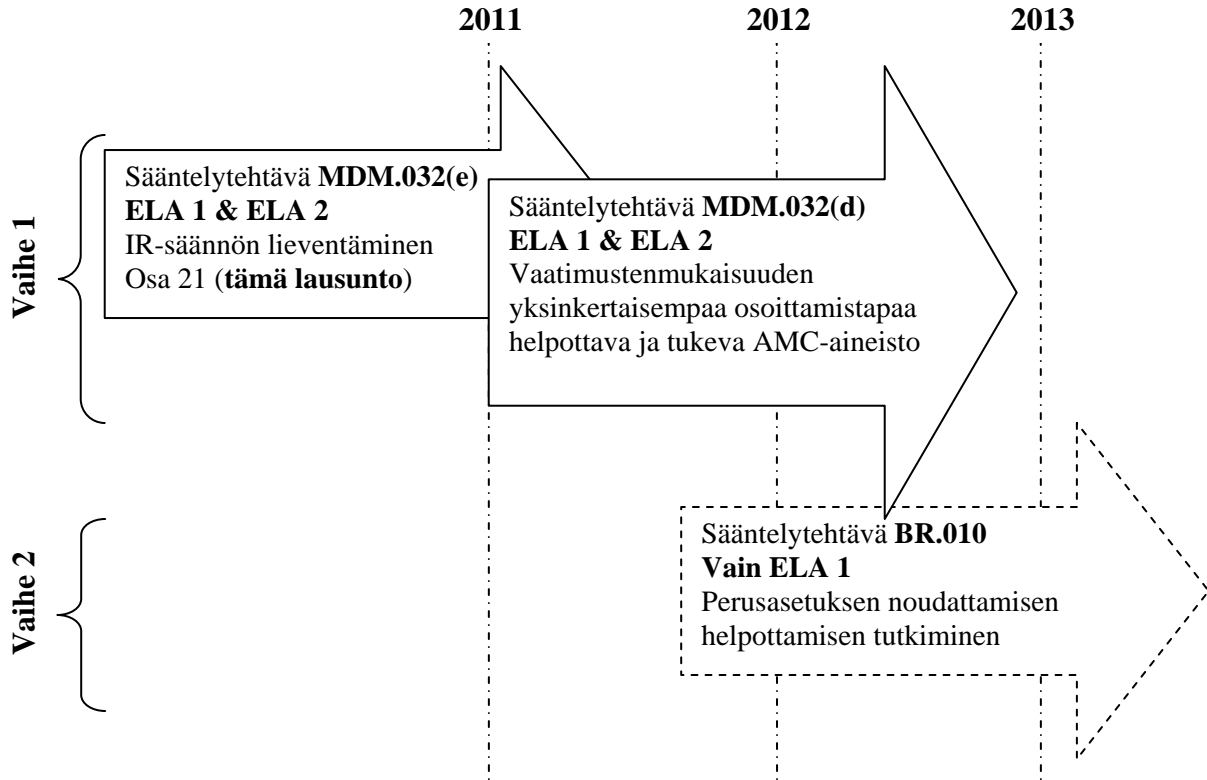 2011 2012 2013
Vaihe 1
Sääntelytehtävä MDM.032(e)
ELA 1 & ELA 2
IR-säännön lieventäminen
Osa 21 (tämä lausunto)
Sääntelytehtävä MDM.032(d)
ELA 1 & ELA 2
Vaatimustenmukaisuuden
yksinkertaisempaa osoittamistapaa
helpottava ja tukeva AMC-aineisto
Vaihe 2
Sääntelytehtävä BR.010
Vain ELA 1
Perusasetuksen noudattamisen
helpottamisen tutkiminen